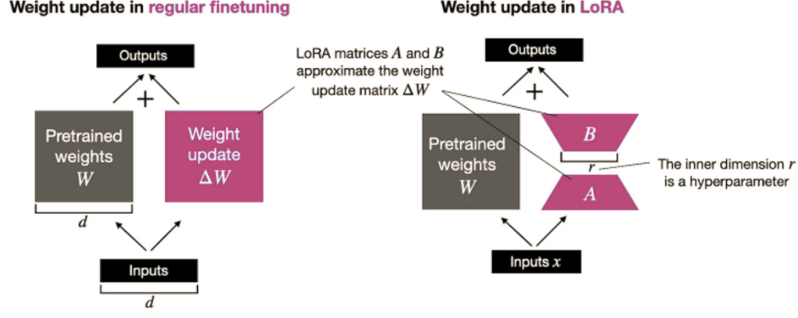 Weight update in regular finetuning
Outputs
+
Pretrained
weights
W
Weight
update
ΔW
d
Inputs
d
LoRA matrices A and B
approximate the weight
update matrix ΔW
Weight update in LoRA
Outputs
+
Pretrained
weights
W
B
r
A
The inner dimension r
is a hyperparameter
Inputs x